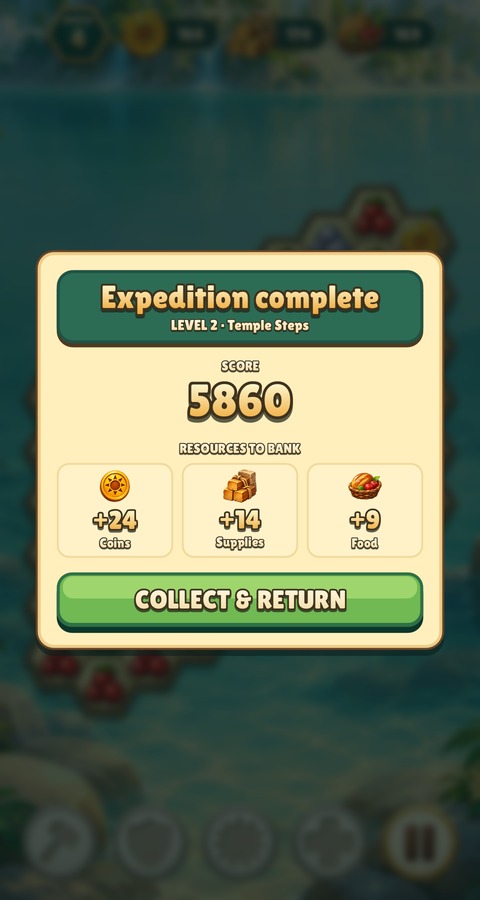 Expedition complete
LEVEL 2 · Temple Steps
SCORE
5860
RESOURCES TO BANK
+24
Coins
+14
Supplies
+9
Food
COLLECT & RETURN